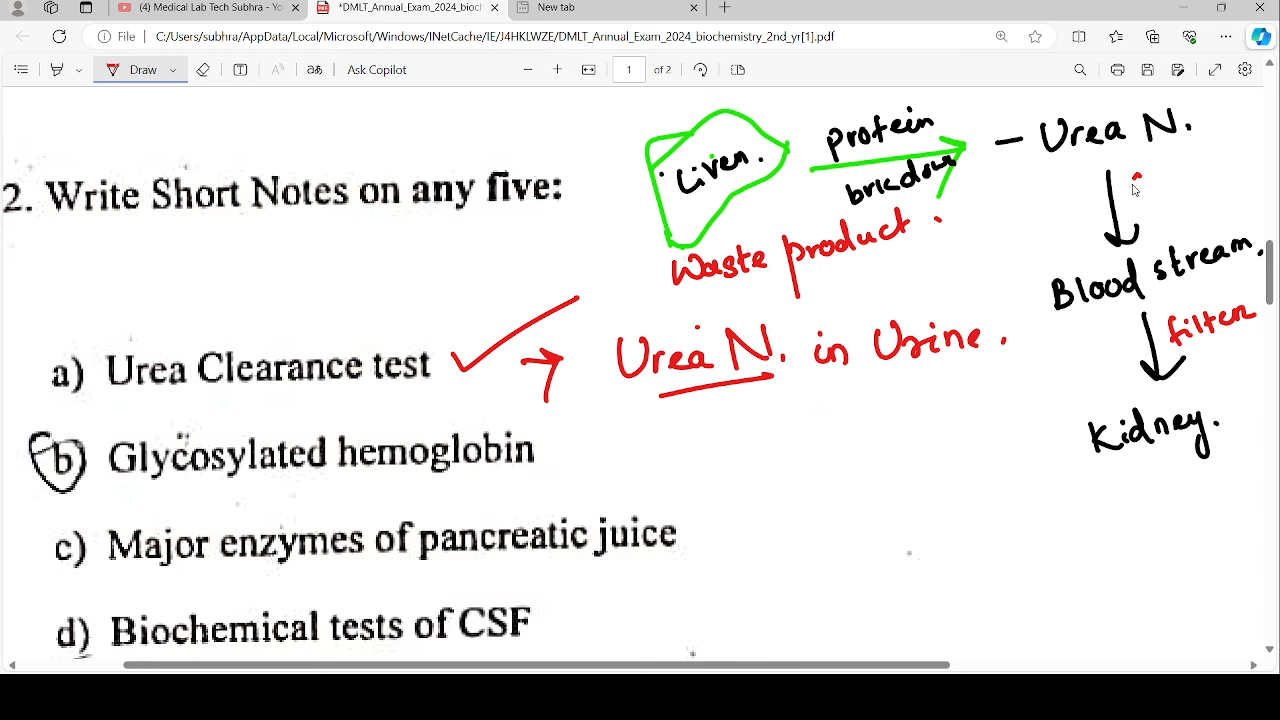 (4) Medical Lab Tech Subhra - Yo
*DMLT_Annual_Exam_2024_bioch
New tab
File
C:/Users/subhra/AppData/Local/Microsoft/Windows/INetCache/IE/J4HKLWZE/DMLT_Annual_Exam_2024_biochemistry_2nd_yr[1].pdf
Draw
Ask Copilot
1 of 2
2. Write Short Notes on any five:
Liver.
protein
brkdown
- Urea N.
Waste product.
Blood stream.
filter
Kidney.
a) Urea Clearance test
Urea N. in Urine.
b) Glycosylated hemoglobin
c) Major enzymes of pancreatic juice
d) Biochemical tests of CSF